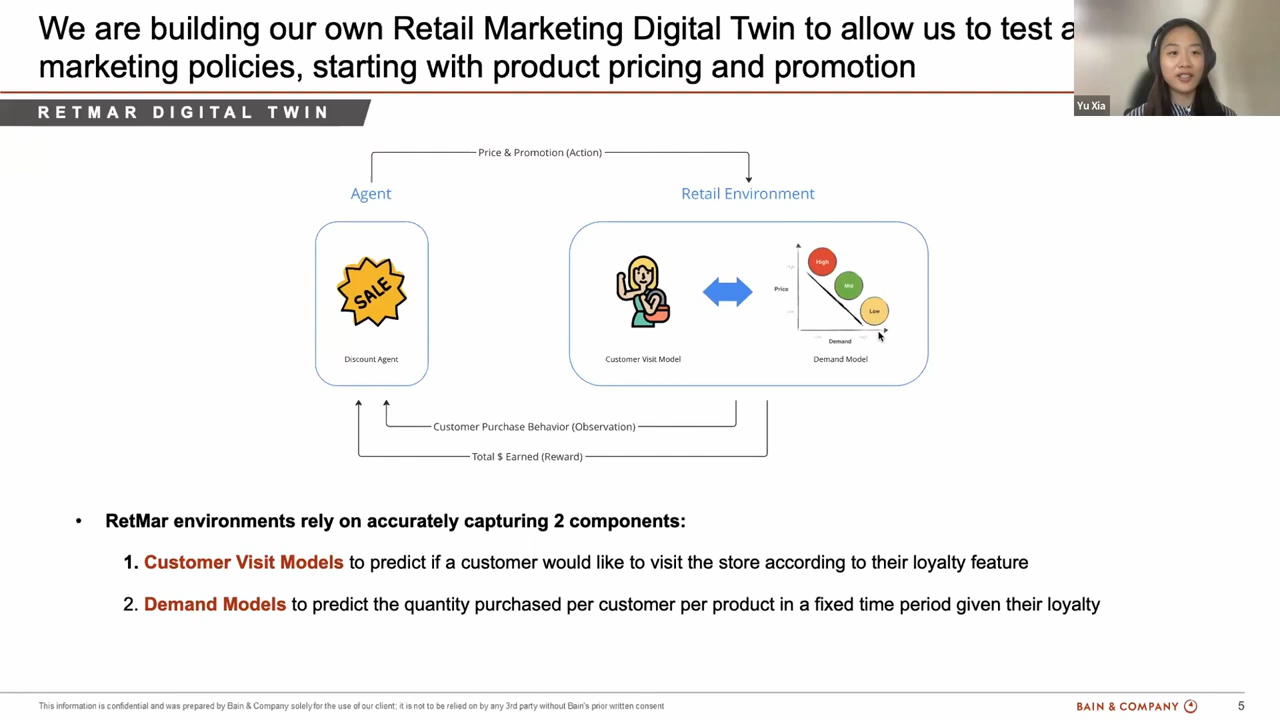 We are building our own Retail Marketing Digital Twin to allow us to test a
marketing policies, starting with product pricing and promotion
Yu Xia
RETMAR DIGITAL TWIN
Price & Promotion (Action)
Agent
Retail Environment
SALE
High
Mid
Low
Price
Demand
Discount Agent
Customer Visit Model
Demand Model
Customer Purchase Behavior (Observation)
Total $ Earned (Reward)
• RetMar environments rely on accurately capturing 2 components:
1. Customer Visit Models to predict if a customer would like to visit the store according to their loyalty feature
2. Demand Models to predict the quantity purchased per customer per product in a fixed time period given their loyalty
This information is confidential and was prepared by Bain & Company solely for the use of our client; it is not to be relied on by any 3rd party without Bain's prior written consent
BAIN & COMPANY
5